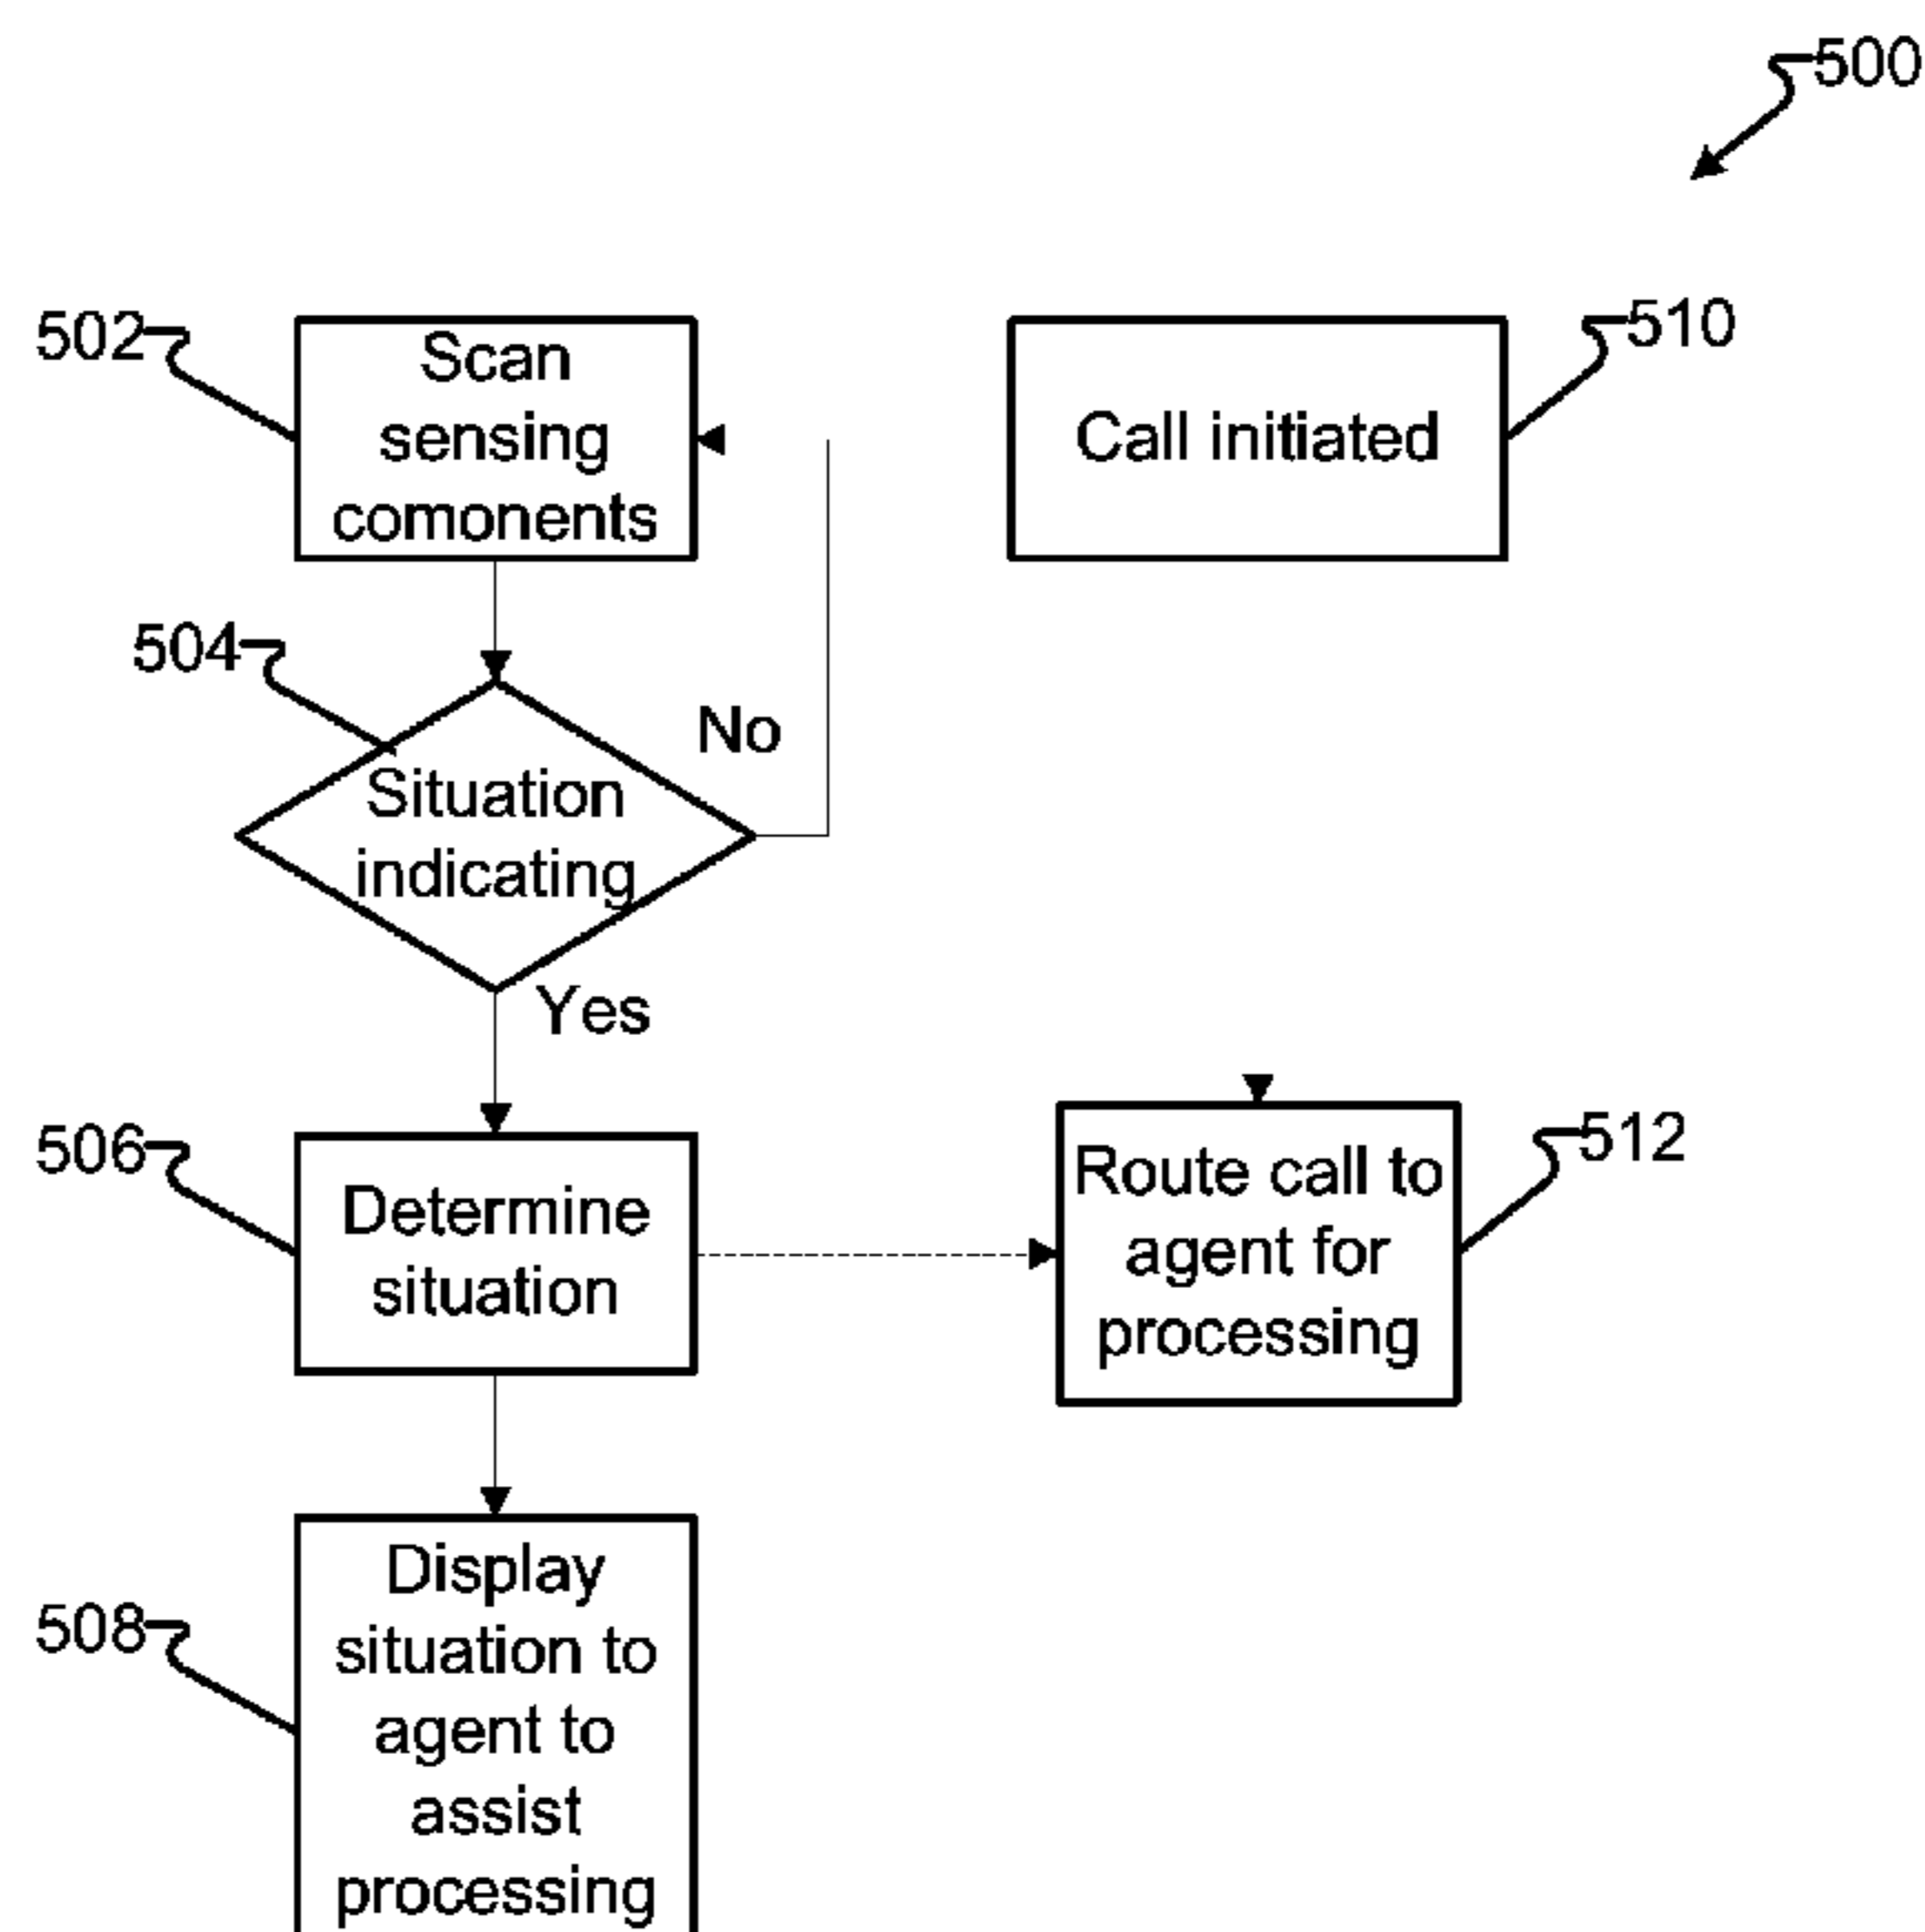 500
502
Scan
sensing
comonents
510
Call initiated
504
No
Situation
indicating
Yes
506
Determine
situation
512
Route call to
agent for
processing
508
Display
situation to
agent to
assist
processing